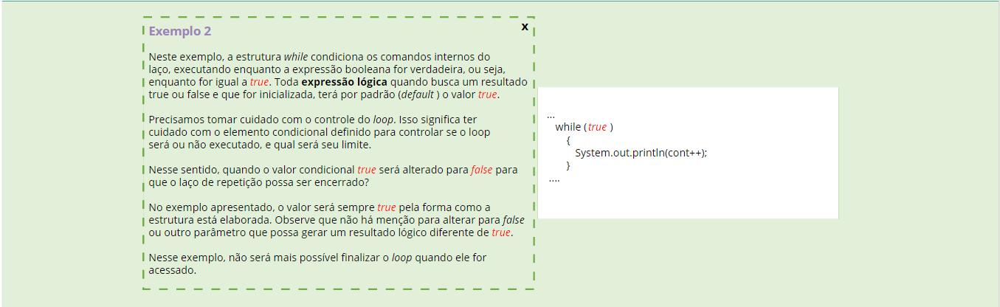 Exemplo 2
x
Neste exemplo, a estrutura while condiciona os comandos internos do
laço, executando enquanto a expressão booleana for verdadeira, ou seja,
enquanto for igual a true. Toda expressão lógica quando busca um resultado
true ou false e que for inicializada, terá por padrão (default ) o valor true.
Precisamos tomar cuidado com o controle do loop. Isso significa ter
cuidado com o elemento condicional definido para controlar se o loop
será ou não executado, e qual será seu limite.
Nesse sentido, quando o valor condicional true será alterado para false para
que o laço de repetição possa ser encerrado?
No exemplo apresentado, o valor será sempre true pela forma como a
estrutura está elaborada. Observe que não há menção para alterar para false
ou outro parâmetro que possa gerar um resultado lógico diferente de true.
Nesse exemplo, não será mais possível finalizar o loop quando ele for
acessado.
...
while (true )
{
System.out.println(cont++);
}
....